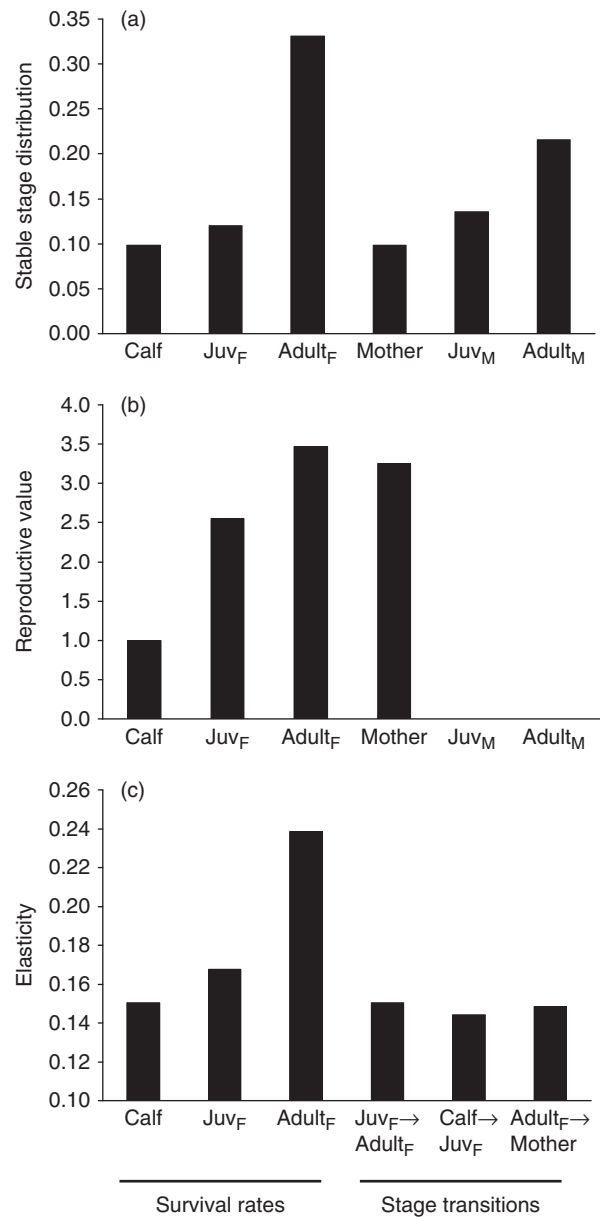 (a)
Stable stage distribution
0.35
0.30
0.25
0.20
0.15
0.10
0.05
0.00
Calf JuvF AdultF Mother JuvM AdultM
(b)
Reproductive value
4.0
3.5
3.0
2.5
2.0
1.5
1.0
0.5
0.0
Calf JuvF AdultF Mother JuvM AdultM
(c)
Elasticity
0.26
0.24
0.22
0.20
0.18
0.16
0.14
0.12
0.10
Calf JuvF AdultF JuvF→ Calf→ AdultF→
AdultF JuvF Mother
Survival rates Stage transitions